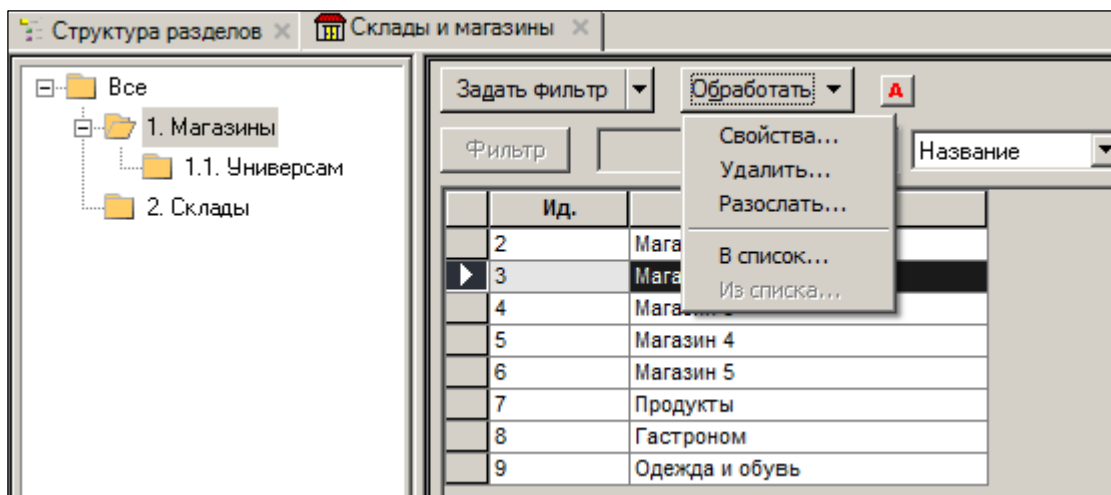 Структура разделов
Склады и магазины
Все
1. Магазины
1.1. Универсам
2. Склады
Задать фильтр
Обработать
A
Фильтр
Название
Свойства...
Удалить...
Разослать...
В список...
Из списка...
Ид.
2 Мага
3 Мага
4
5 Магазин 4
6 Магазин 5
7 Продукты
8 Гастроном
9 Одежда и обувь